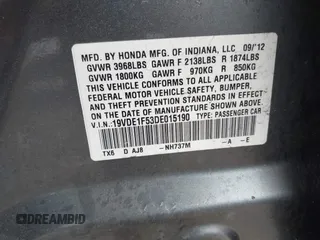 MFD. BY HONDA MFG. OF INDIANA, LLC 09/'12
GVWR 3968LBS GAWR F 2138LBS R 1874LBS
GVWR 1800KG GAWR F 970KG R 850KG
THIS VEHICLE CONFORMS TO ALL APPLICABLE
FEDERAL MOTOR VEHICLE SAFETY, BUMPER,
AND THEFT PREVENTION STANDARDS IN EFFECT ON THE
DATE OF MANUFACTURE SHOWN ABOVE.
V.I.N.: 19VDE1F53DE015190 TYPE: PASSENGER CAR
TX6 D AJ8 NH737M A E
DREAMBID